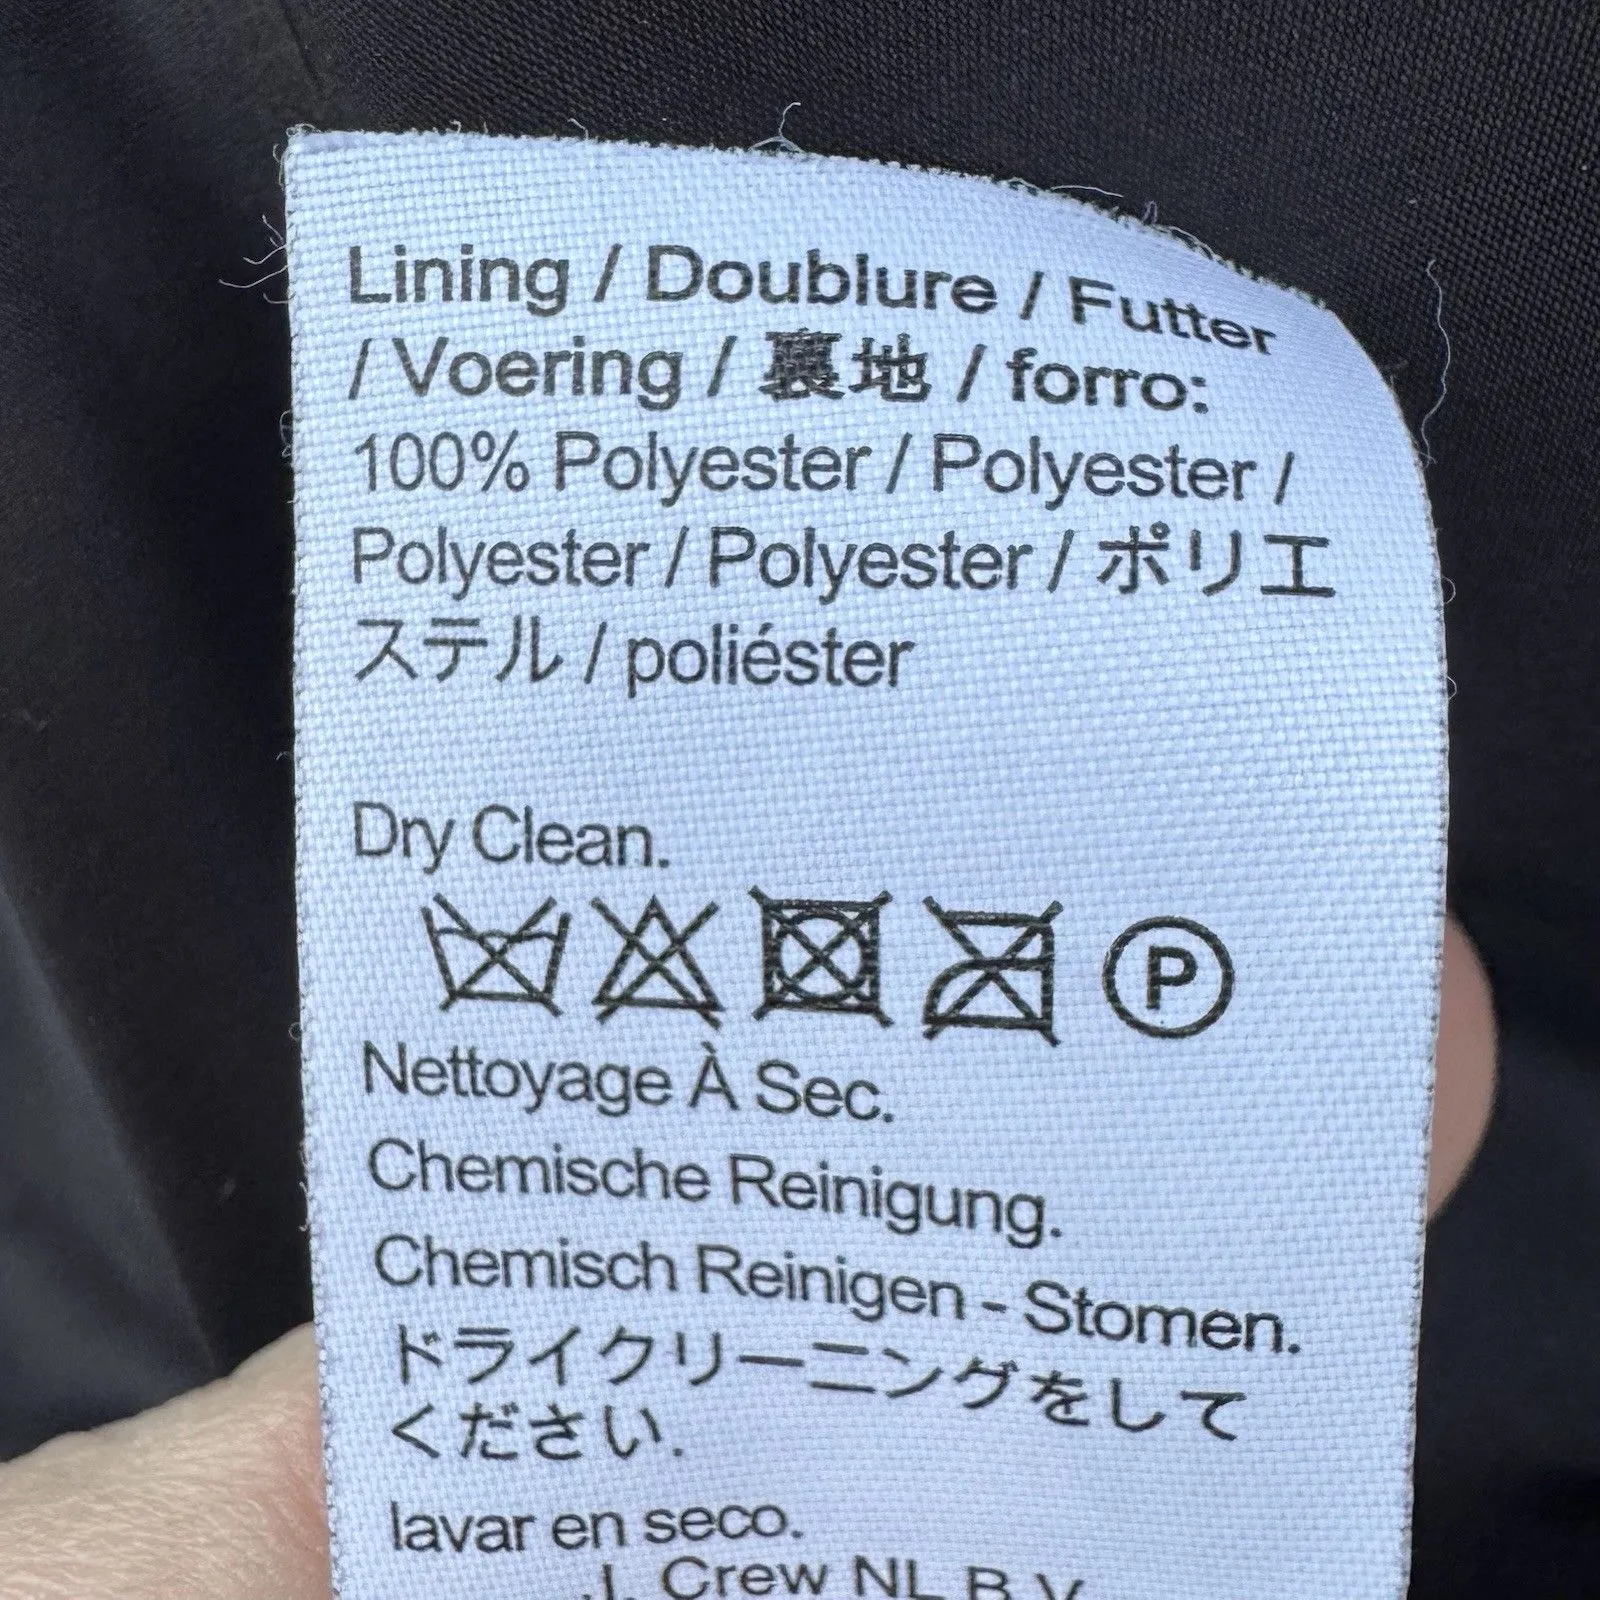 Lining / Doublure / Futter
/ Voering / 裏地 / forro:
100% Polyester / Polyester /
Polyester / Polyester / ポリエ
ステル / poliéster
Dry Clean.
P
Nettoyage À Sec.
Chemische Reinigung.
Chemisch Reinigen - Stomen.
ドライクリーニングをして
ください.
lavar en seco.
J. Crew NL B.V.